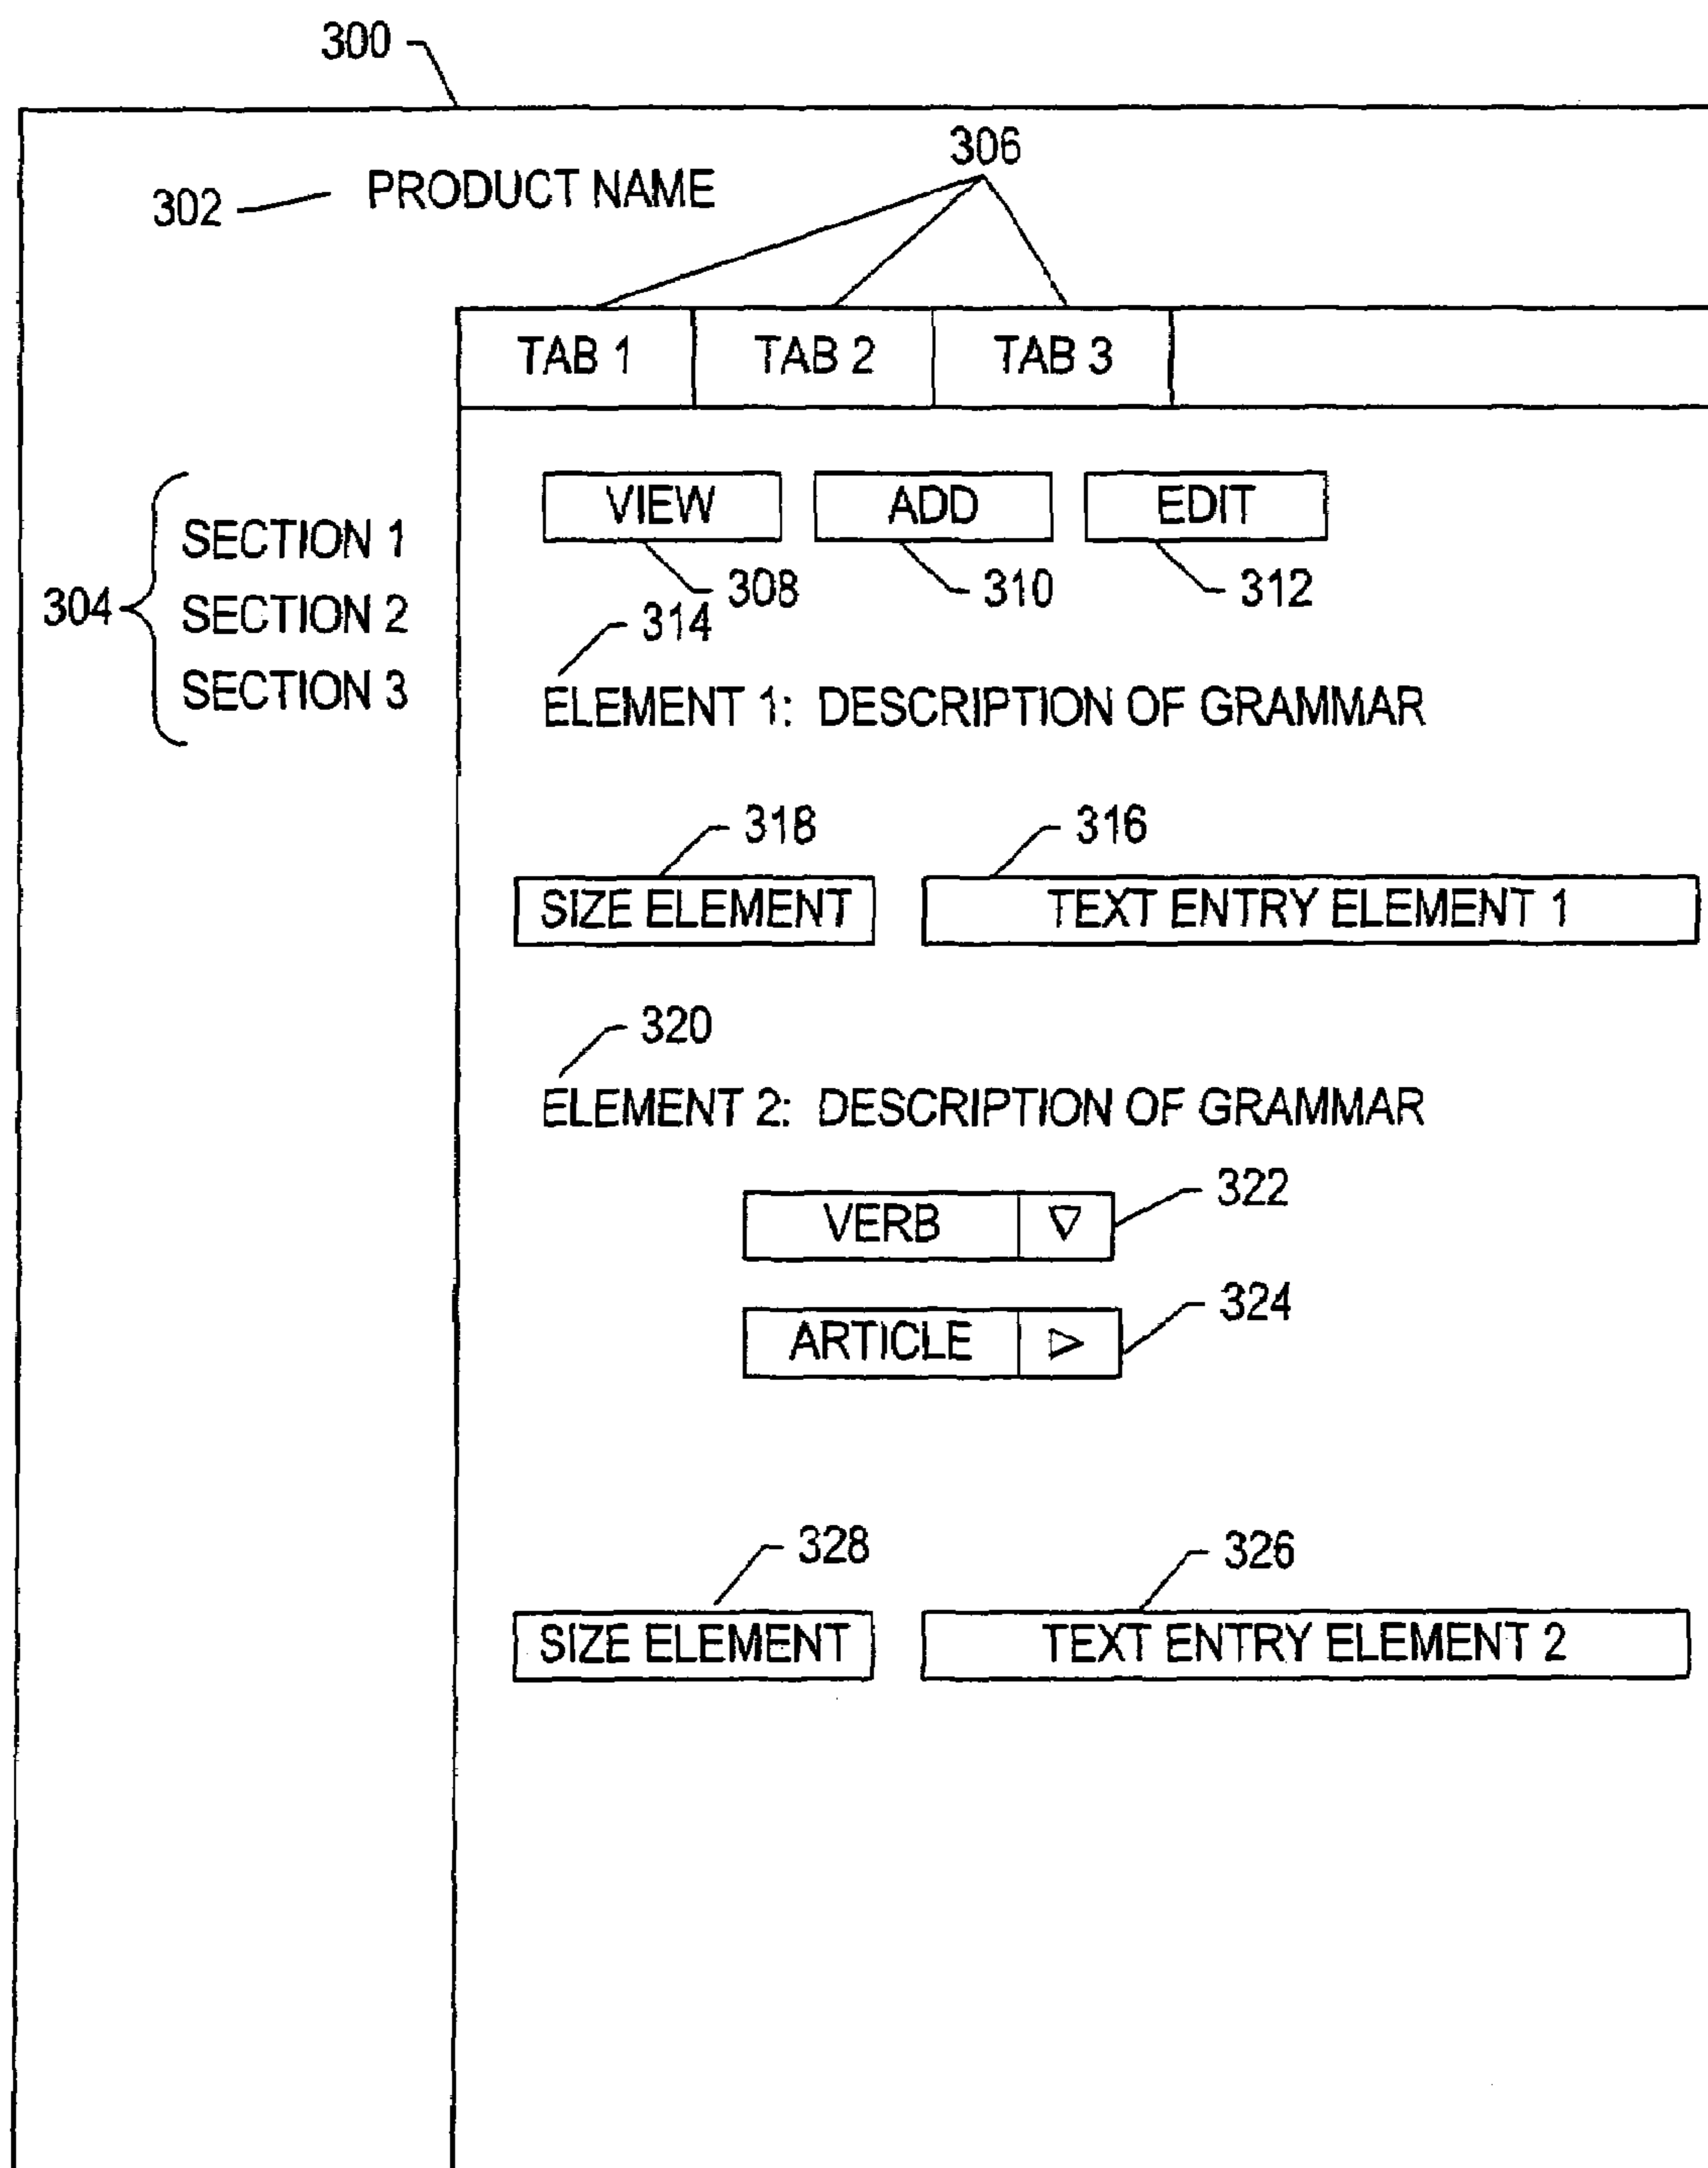 300
306
302 PRODUCT NAME
TAB 1 TAB 2 TAB 3
VIEW ADD EDIT
SECTION 1
304 SECTION 2
SECTION 3
308 310 312
314
ELEMENT 1: DESCRIPTION OF GRAMMAR
318 316
SIZE ELEMENT TEXT ENTRY ELEMENT 1
320
ELEMENT 2: DESCRIPTION OF GRAMMAR
VERB 322
ARTICLE 324
328 326
SIZE ELEMENT TEXT ENTRY ELEMENT 2